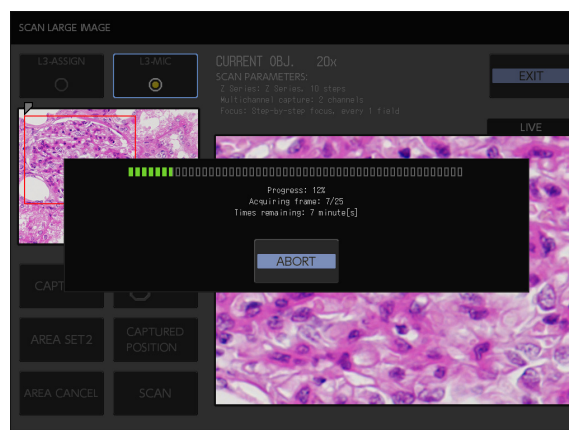 SCAN LARGE IMAGE
L3-ASSIGN
L3-MIC
CURRENT OBJ. 20x
SCAN PARAMETERS:
Z Series: Z Series, 10 steps
Multichannel capture: 2 channels
Focus: Step-by-step focus, every 1 field
EXIT
LIVE
Progress: 12%
Acquiring frame: 7/25
Times remaining: 7 minute[s]
ABORT
CAPT
AREA SET2
CAPTURED
POSITION
AREA CANCEL
SCAN